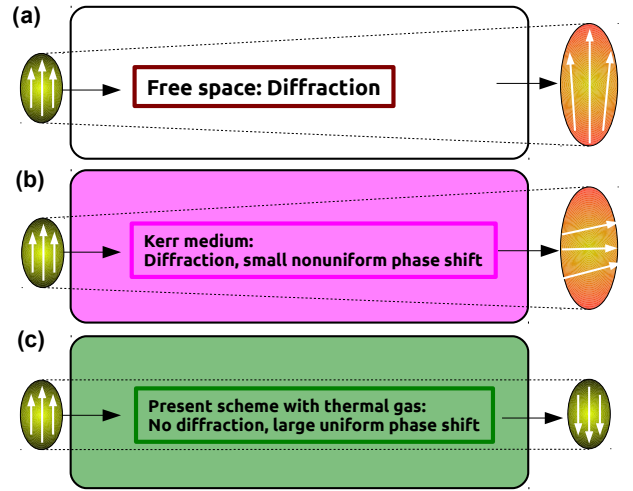 (a)
Free space: Diffraction
(b)
Kerr medium:
Diffraction, small nonuniform phase shift
(c)
Present scheme with thermal gas:
No diffraction, large uniform phase shift